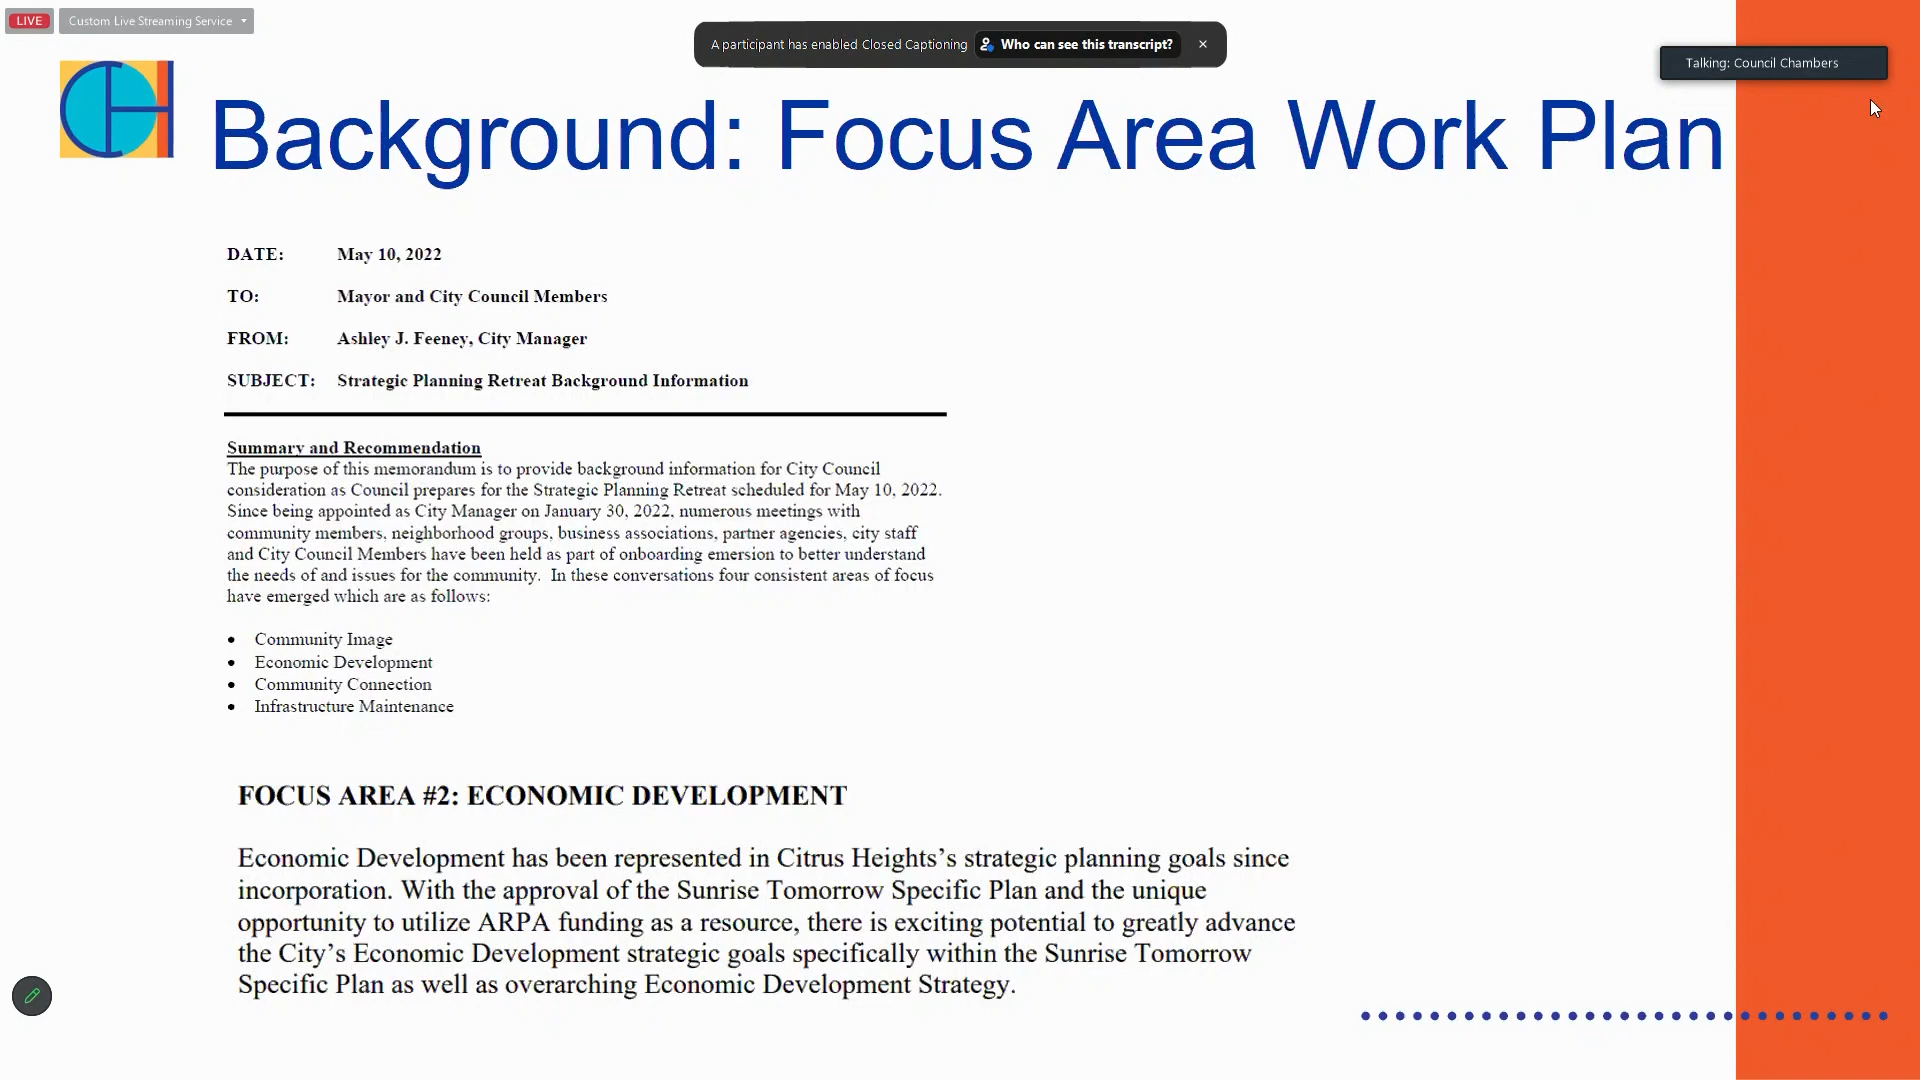 LIVE
Custom Live Streaming Service
A participant has enabled Closed Captioning Who can see this transcript?
Talking: Council Chambers
CH
Background: Focus Area Work Plan
DATE: May 10, 2022
TO: Mayor and City Council Members
FROM: Ashley J. Feeney, City Manager
SUBJECT: Strategic Planning Retreat Background Information
Summary and Recommendation
The purpose of this memorandum is to provide background information for City Council
consideration as Council prepares for the Strategic Planning Retreat scheduled for May 10, 2022.
Since being appointed as City Manager on January 30, 2022, numerous meetings with
community members, neighborhood groups, business associations, partner agencies, city staff
and City Council Members have been held as part of onboarding emersion to better understand
the needs of and issues for the community. In these conversations four consistent areas of focus
have emerged which are as follows:
• Community Image
• Economic Development
• Community Connection
• Infrastructure Maintenance
FOCUS AREA #2: ECONOMIC DEVELOPMENT
Economic Development has been represented in Citrus Heights’s strategic planning goals since
incorporation. With the approval of the Sunrise Tomorrow Specific Plan and the unique
opportunity to utilize ARPA funding as a resource, there is exciting potential to greatly advance
the City’s Economic Development strategic goals specifically within the Sunrise Tomorrow
Specific Plan as well as overarching Economic Development Strategy.